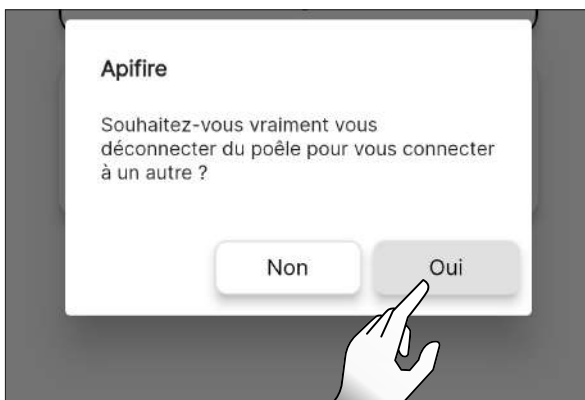 Apifire
Souhaitez-vous vraiment vous
déconnecter du poêle pour vous connecter
à un autre ?
Non
Oui